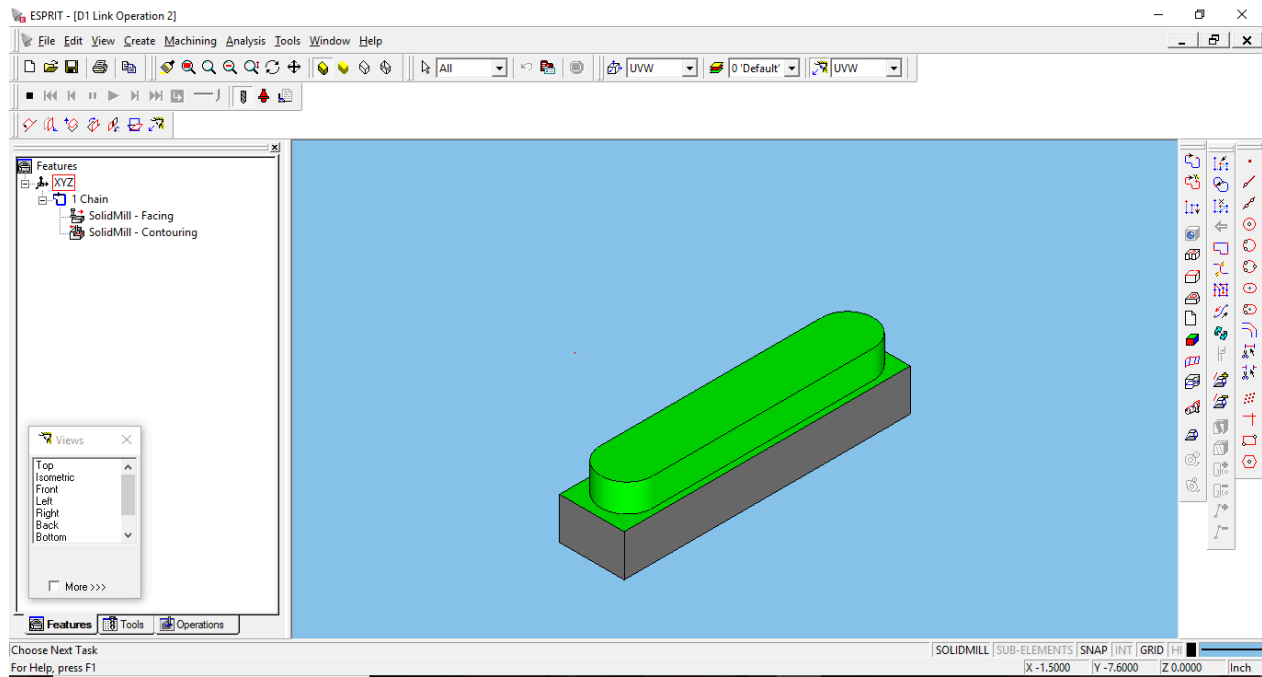 ESPRIT - [D1 Link Operation 2]
File Edit View Create Machining Analysis Tools Window Help
All UVW 0 'Default' UVW
Features
XYZ
1 Chain
SolidMill - Facing
SolidMill - Contouring
Views
Top
Isometric
Front
Left
Right
Back
Bottom
More >>>
Features Tools Operations
Choose Next Task SOLIDMILL SUB-ELEMENTS SNAP INT GRID HI
For Help, press F1 X -1.5000 Y -7.6000 Z 0.0000 Inch